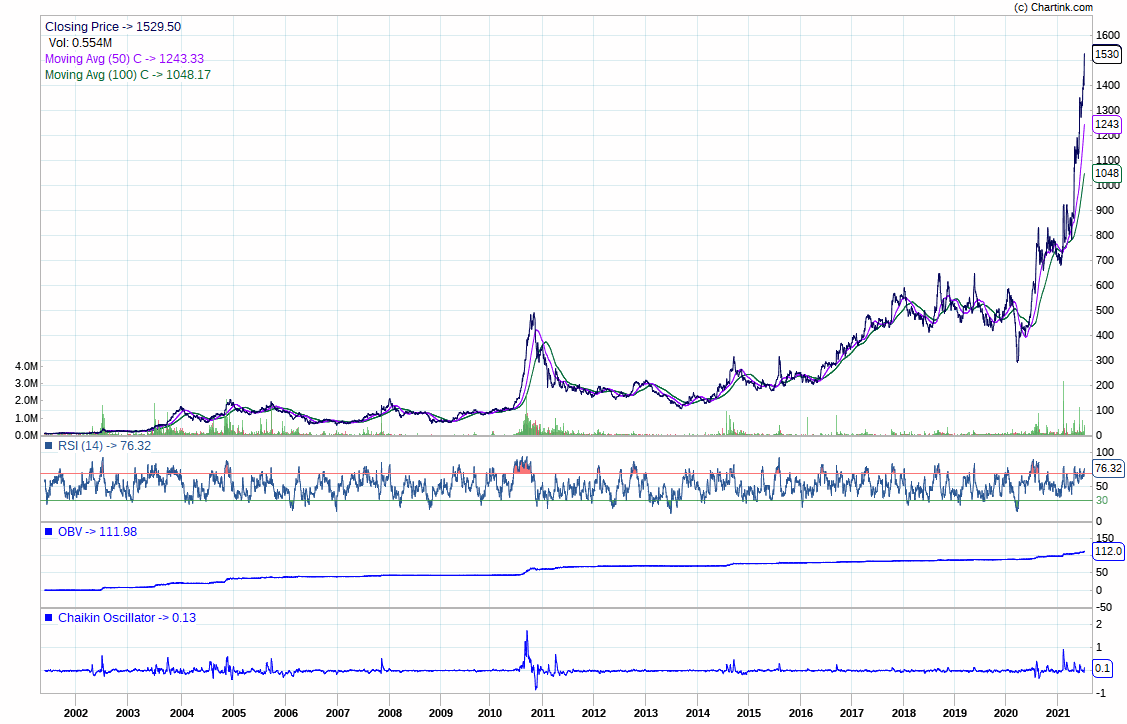 (c) Chartink.com
Closing Price -> 1529.50
Vol: 0.554M
Moving Avg (50) C -> 1243.33
Moving Avg (100) C -> 1048.17
1600
1530
1400
1300
1243
1200
1100
1048
1000
900
800
700
600
500
400
300
200
100
0
4.0M
3.0M
2.0M
1.0M
0.0M
RSI (14) -> 76.32
100
76.32
50
30
0
OBV -> 111.98
150
112.0
50
0
-50
Chaikin Oscillator -> 0.13
2
1
0.1
-1
2002 2003 2004 2005 2006 2007 2008 2009 2010 2011 2012 2013 2014 2015 2016 2017 2018 2019 2020 2021